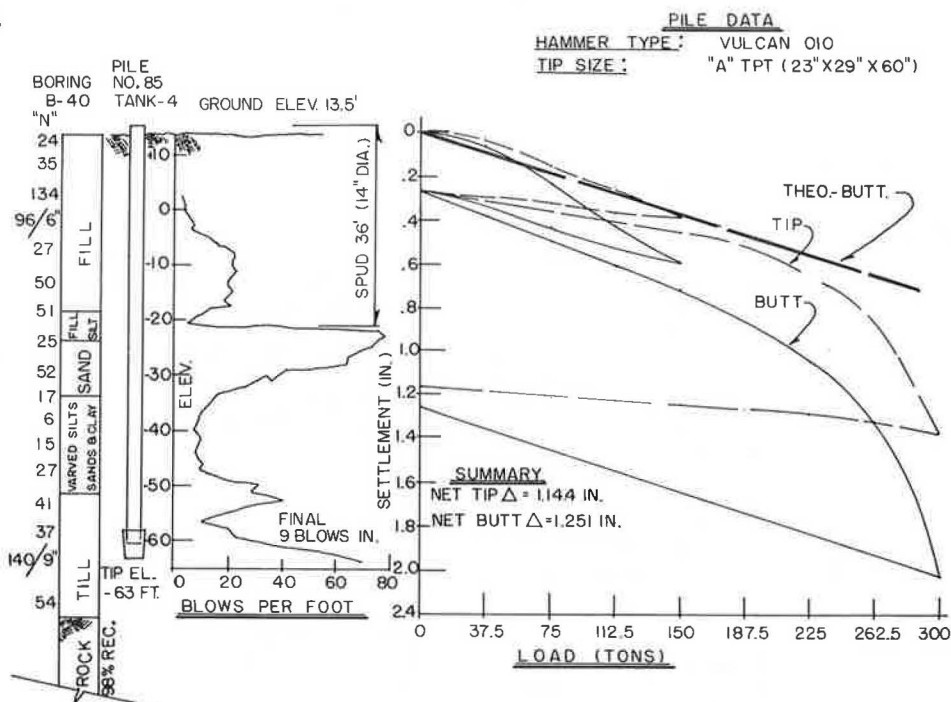 PILE DATA
HAMMER TYPE: VULCAN 010
TIP SIZE: "A" TPT (23"X29"X60")
BORING B-40
"N"
PILE NO. 85 TANK-4
GROUND ELEV. 13.5'
24
35
134
96/6"
27
50
51
25
52
17
6
15
27
41
37
140/9"
54
FILL
FILL SILT
SAND
VARVED SILTS SANDS & CLAY
TILL
ROCK
98% REC.
TIP EL. -63 FT.
+10
0
-10
-20
-30
-40
-50
-60
ELEV.
SPUD 36' (14" DIA.)
FINAL 9 BLOWS IN.
0 20 40 60 80
BLOWS PER FOOT
0
.2
.4
.6
.8
1.0
1.2
1.4
1.6
1.8
2.0
2.4
SETTLEMENT (IN.)
THEO.-BUTT.
TIP
BUTT
SUMMARY
NET TIP Δ = 1.144 IN.
NET BUTT Δ = 1.251 IN.
0 37.5 75 112.5 150 187.5 225 262.5 300
LOAD (TONS)